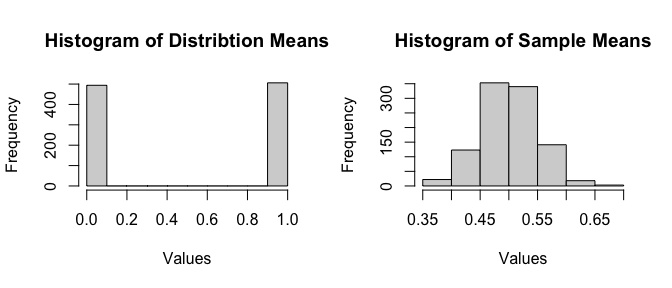 Histogram of Distribtion Means
Frequency
400
200
0
0.0 0.2 0.4 0.6 0.8 1.0
Values
Histogram of Sample Means
Frequency
300
150
0
0.35 0.45 0.55 0.65
Values